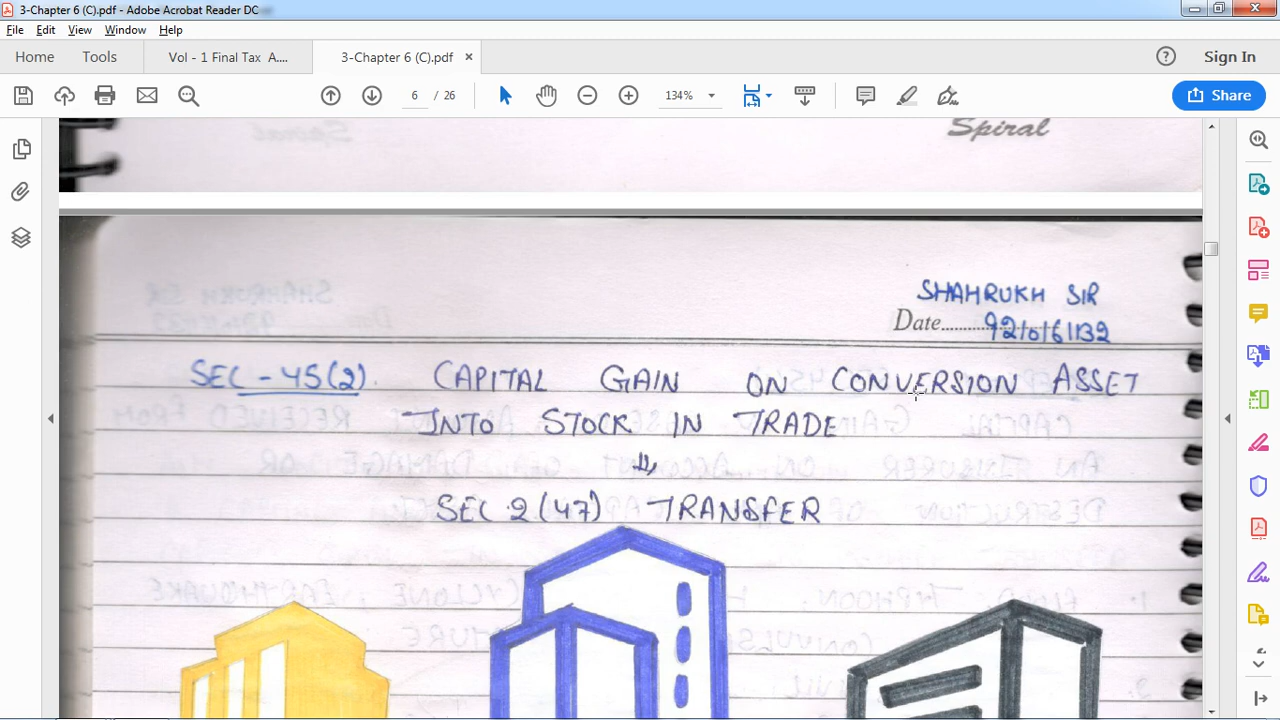 3-Chapter 6 (C).pdf - Adobe Acrobat Reader DC
File Edit View Window Help
Home Tools Vol - 1 Final Tax A.... 3-Chapter 6 (C).pdf × Sign In
6 / 26 134% Share
Spiral
SHAHRUKH SIR
Date
SEC - 45(2). CAPITAL GAIN ON CONVERSION ASSET
INTO STOCK IN TRADE
SEC 2(47) TRANSFER